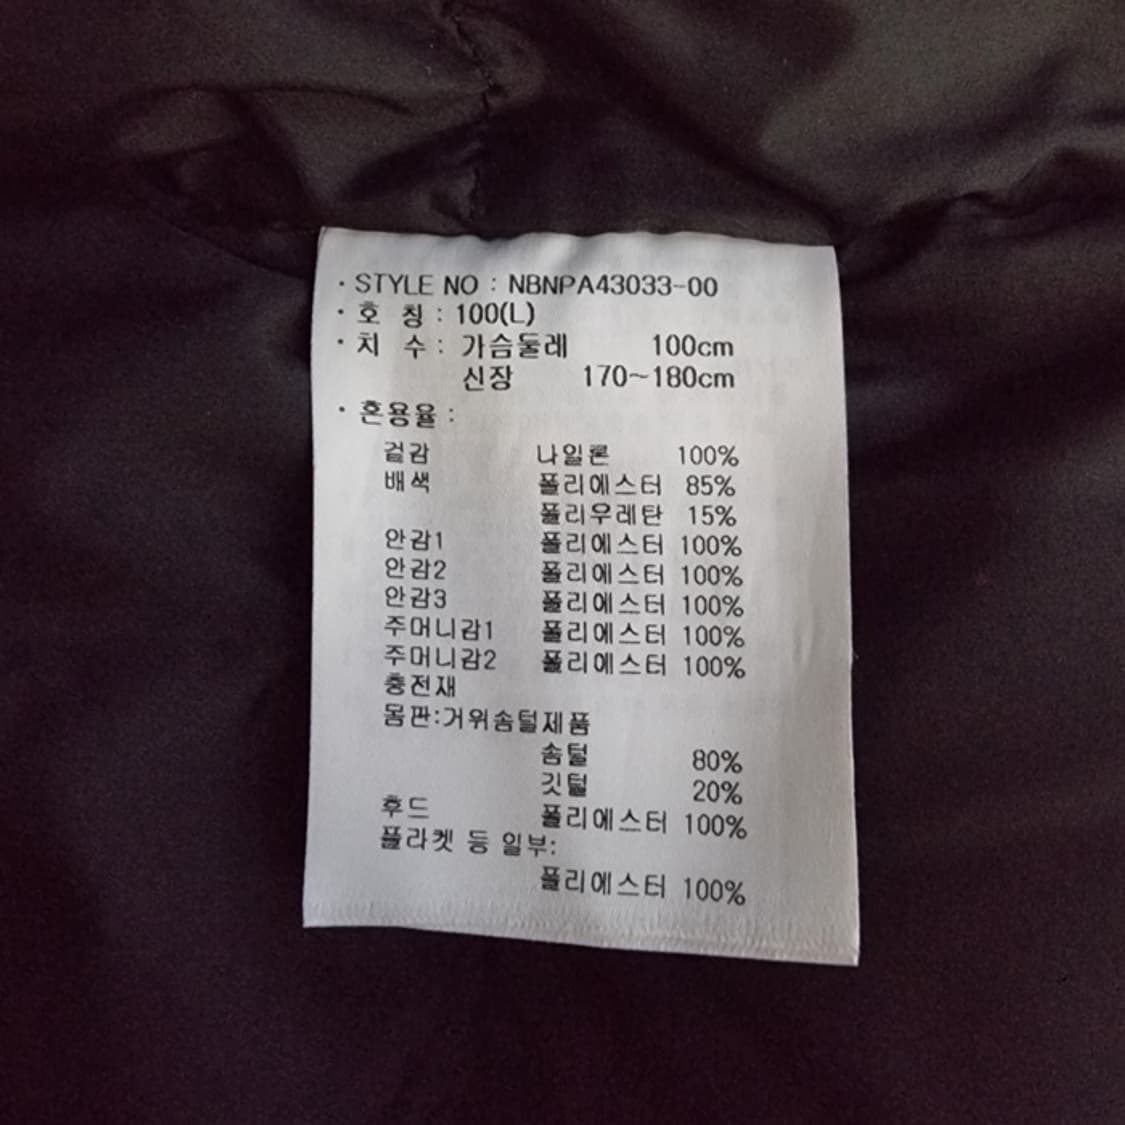 · STYLE NO : NBNPA43033-00
· 호 칭 : 100(L)
· 치 수 : 가슴둘레 100cm
신장 170~180cm
· 혼용율 :
겉감 나일론 100%
배색 폴리에스터 85%
폴리우레탄 15%
안감1 폴리에스터 100%
안감2 폴리에스터 100%
안감3 폴리에스터 100%
주머니감1 폴리에스터 100%
주머니감2 폴리에스터 100%
충전재
몸판:거위솜털제품
솜털 80%
깃털 20%
후드 폴리에스터 100%
플라켓 등 일부:
폴리에스터 100%